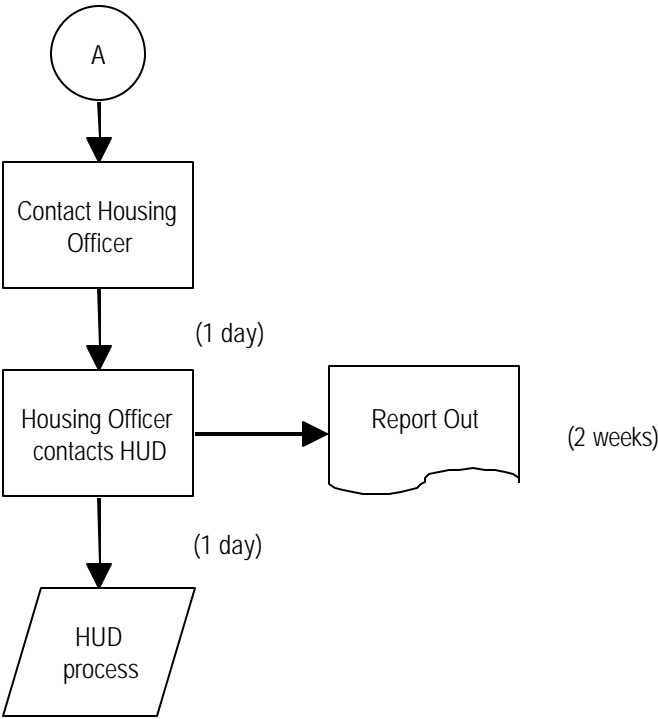 A
Contact Housing
Officer
(1 day)
Housing Officer
contacts HUD
Report Out
(2 weeks)
(1 day)
HUD
process